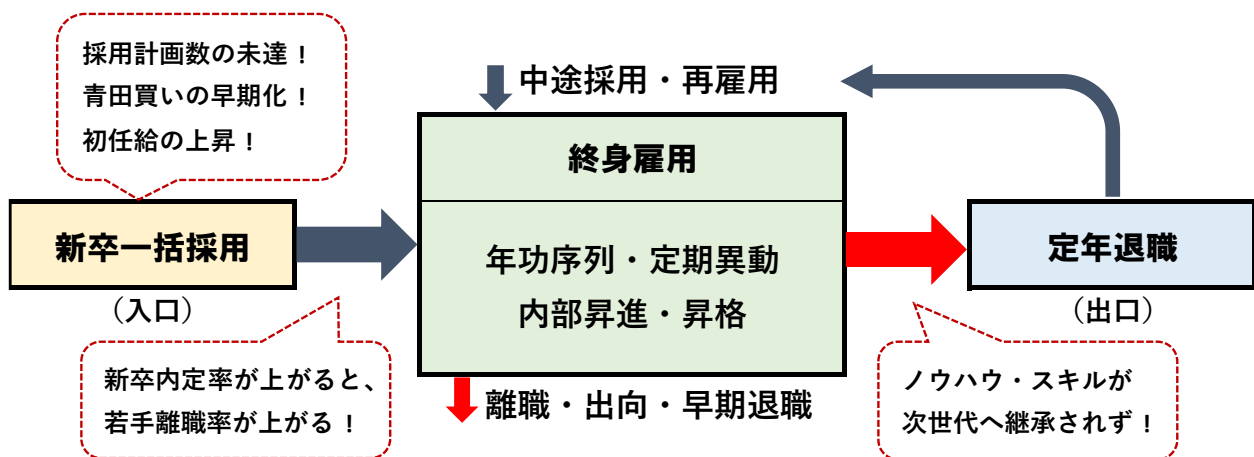 採用計画数の未達！
青田買いの早期化！
初任給の上昇！
中途採用・再雇用
終身雇用
新卒一括採用
年功序列・定期異動
内部昇進・昇格
定年退職
（入口）
（出口）
新卒内定率が上がると、
若手離職率が上がる！
離職・出向・早期退職
ノウハウ・スキルが
次世代へ継承されず！